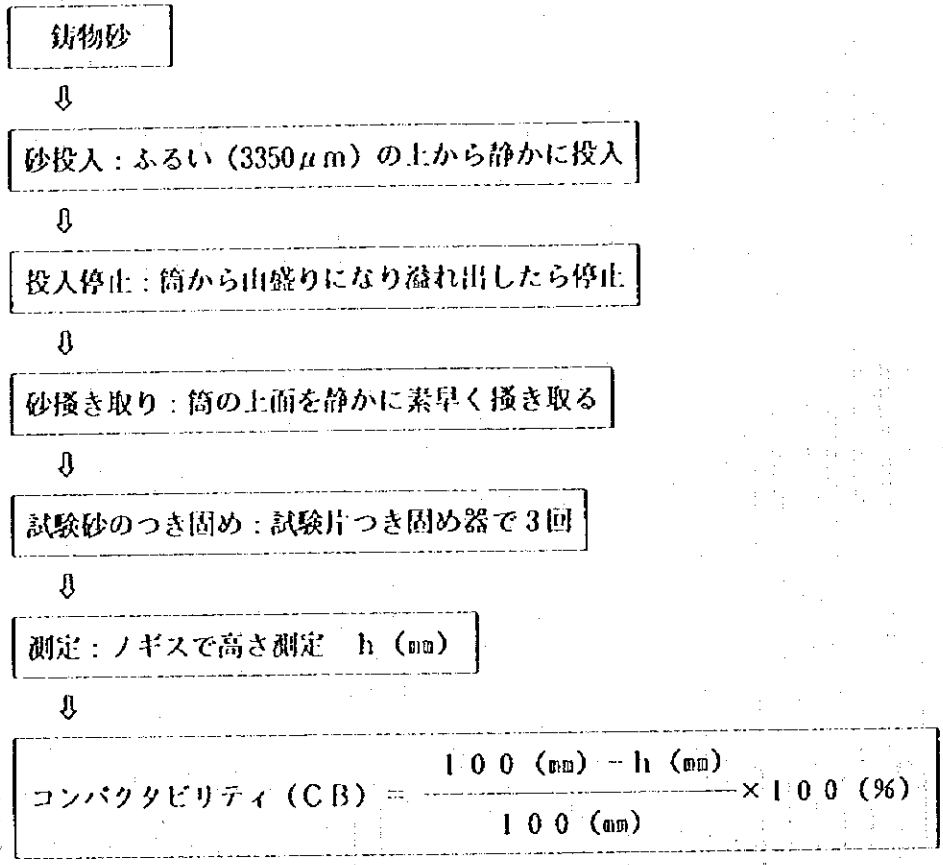 鋳物砂
⇩
砂投入：ふるい（3350μm）の上から静かに投入
⇩
投入停止：筒から山盛りになり溢れ出したら停止
⇩
砂掻き取り：筒の上面を静かに素早く掻き取る
⇩
試験砂のつき固め：試験片つき固め器で3回
⇩
測定：ノギスで高さ測定　h（㎜）
⇩
100（㎜）－h（㎜）
コンパクタビリティ（CB）＝ ×100（%）
100（㎜）